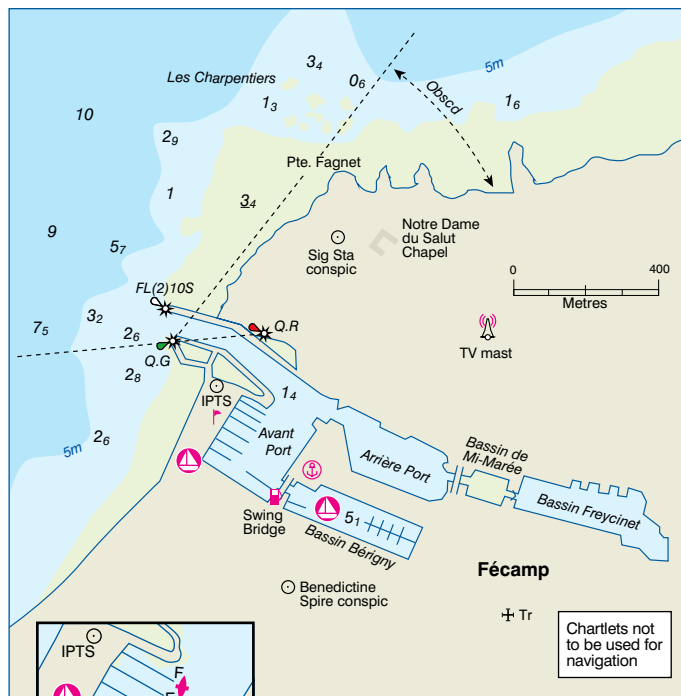 3₄
Les Charpentiers
0₆
5m
1₃
Obscd
1₆
10
2₉
Pte. Fagnet
1
3₄
Notre Dame
du Salut
Chapel
9
5₇
Sig Sta
conspic
0 400
Metres
FL(2)10S
3₂
Q.R
7₅
2₆
TV mast
Q.G
2₈
IPTS
1₄
Avant
Port
Bassin de
Mi-Marée
2₆
5m
Arrière Port
Bassin Freycinet
Swing
Bridge
5₁
Bassin Bérigny
Fécamp
Benedictine
Spire conspic
Tr
Chartlets not
to be used for
navigation
IPTS
F